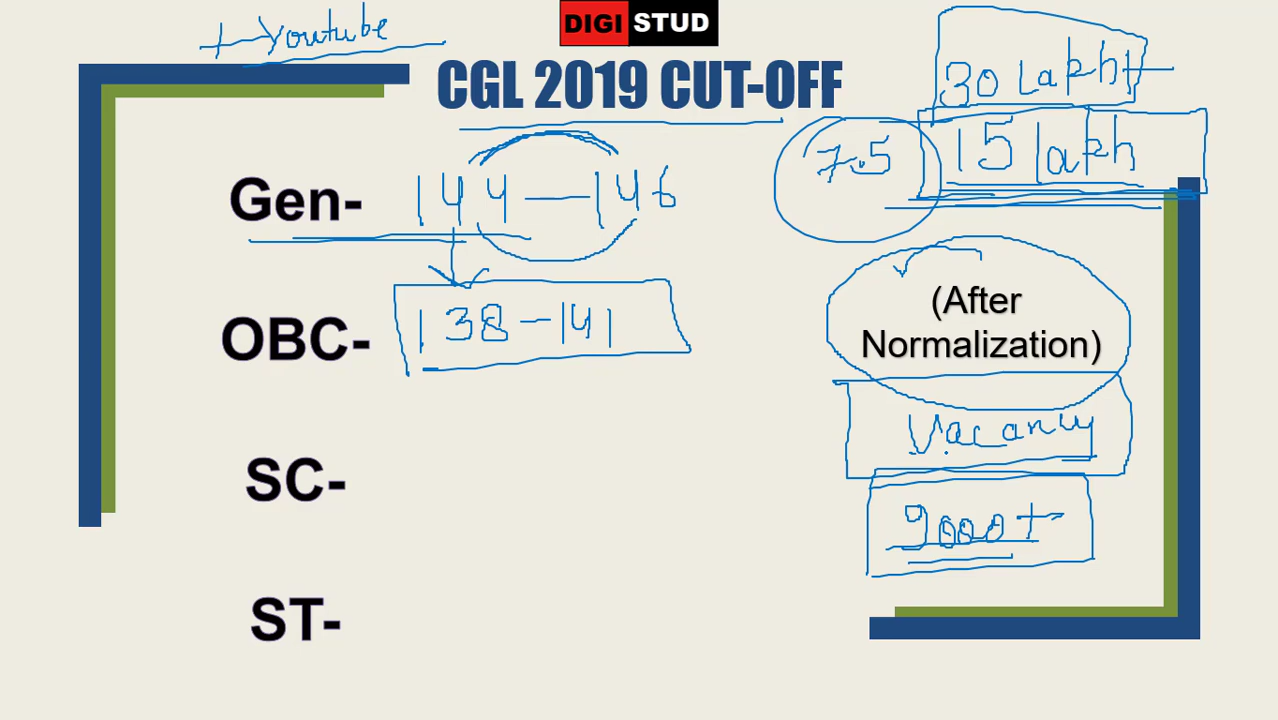 + Youtube
DIGI STUD
CGL 2019 CUT-OFF
30 Lakh+
7.5 15 lakh
Gen- 144-146
(After
Normalization)
OBC- 138-141
Vacancy
SC-
9000+
ST-